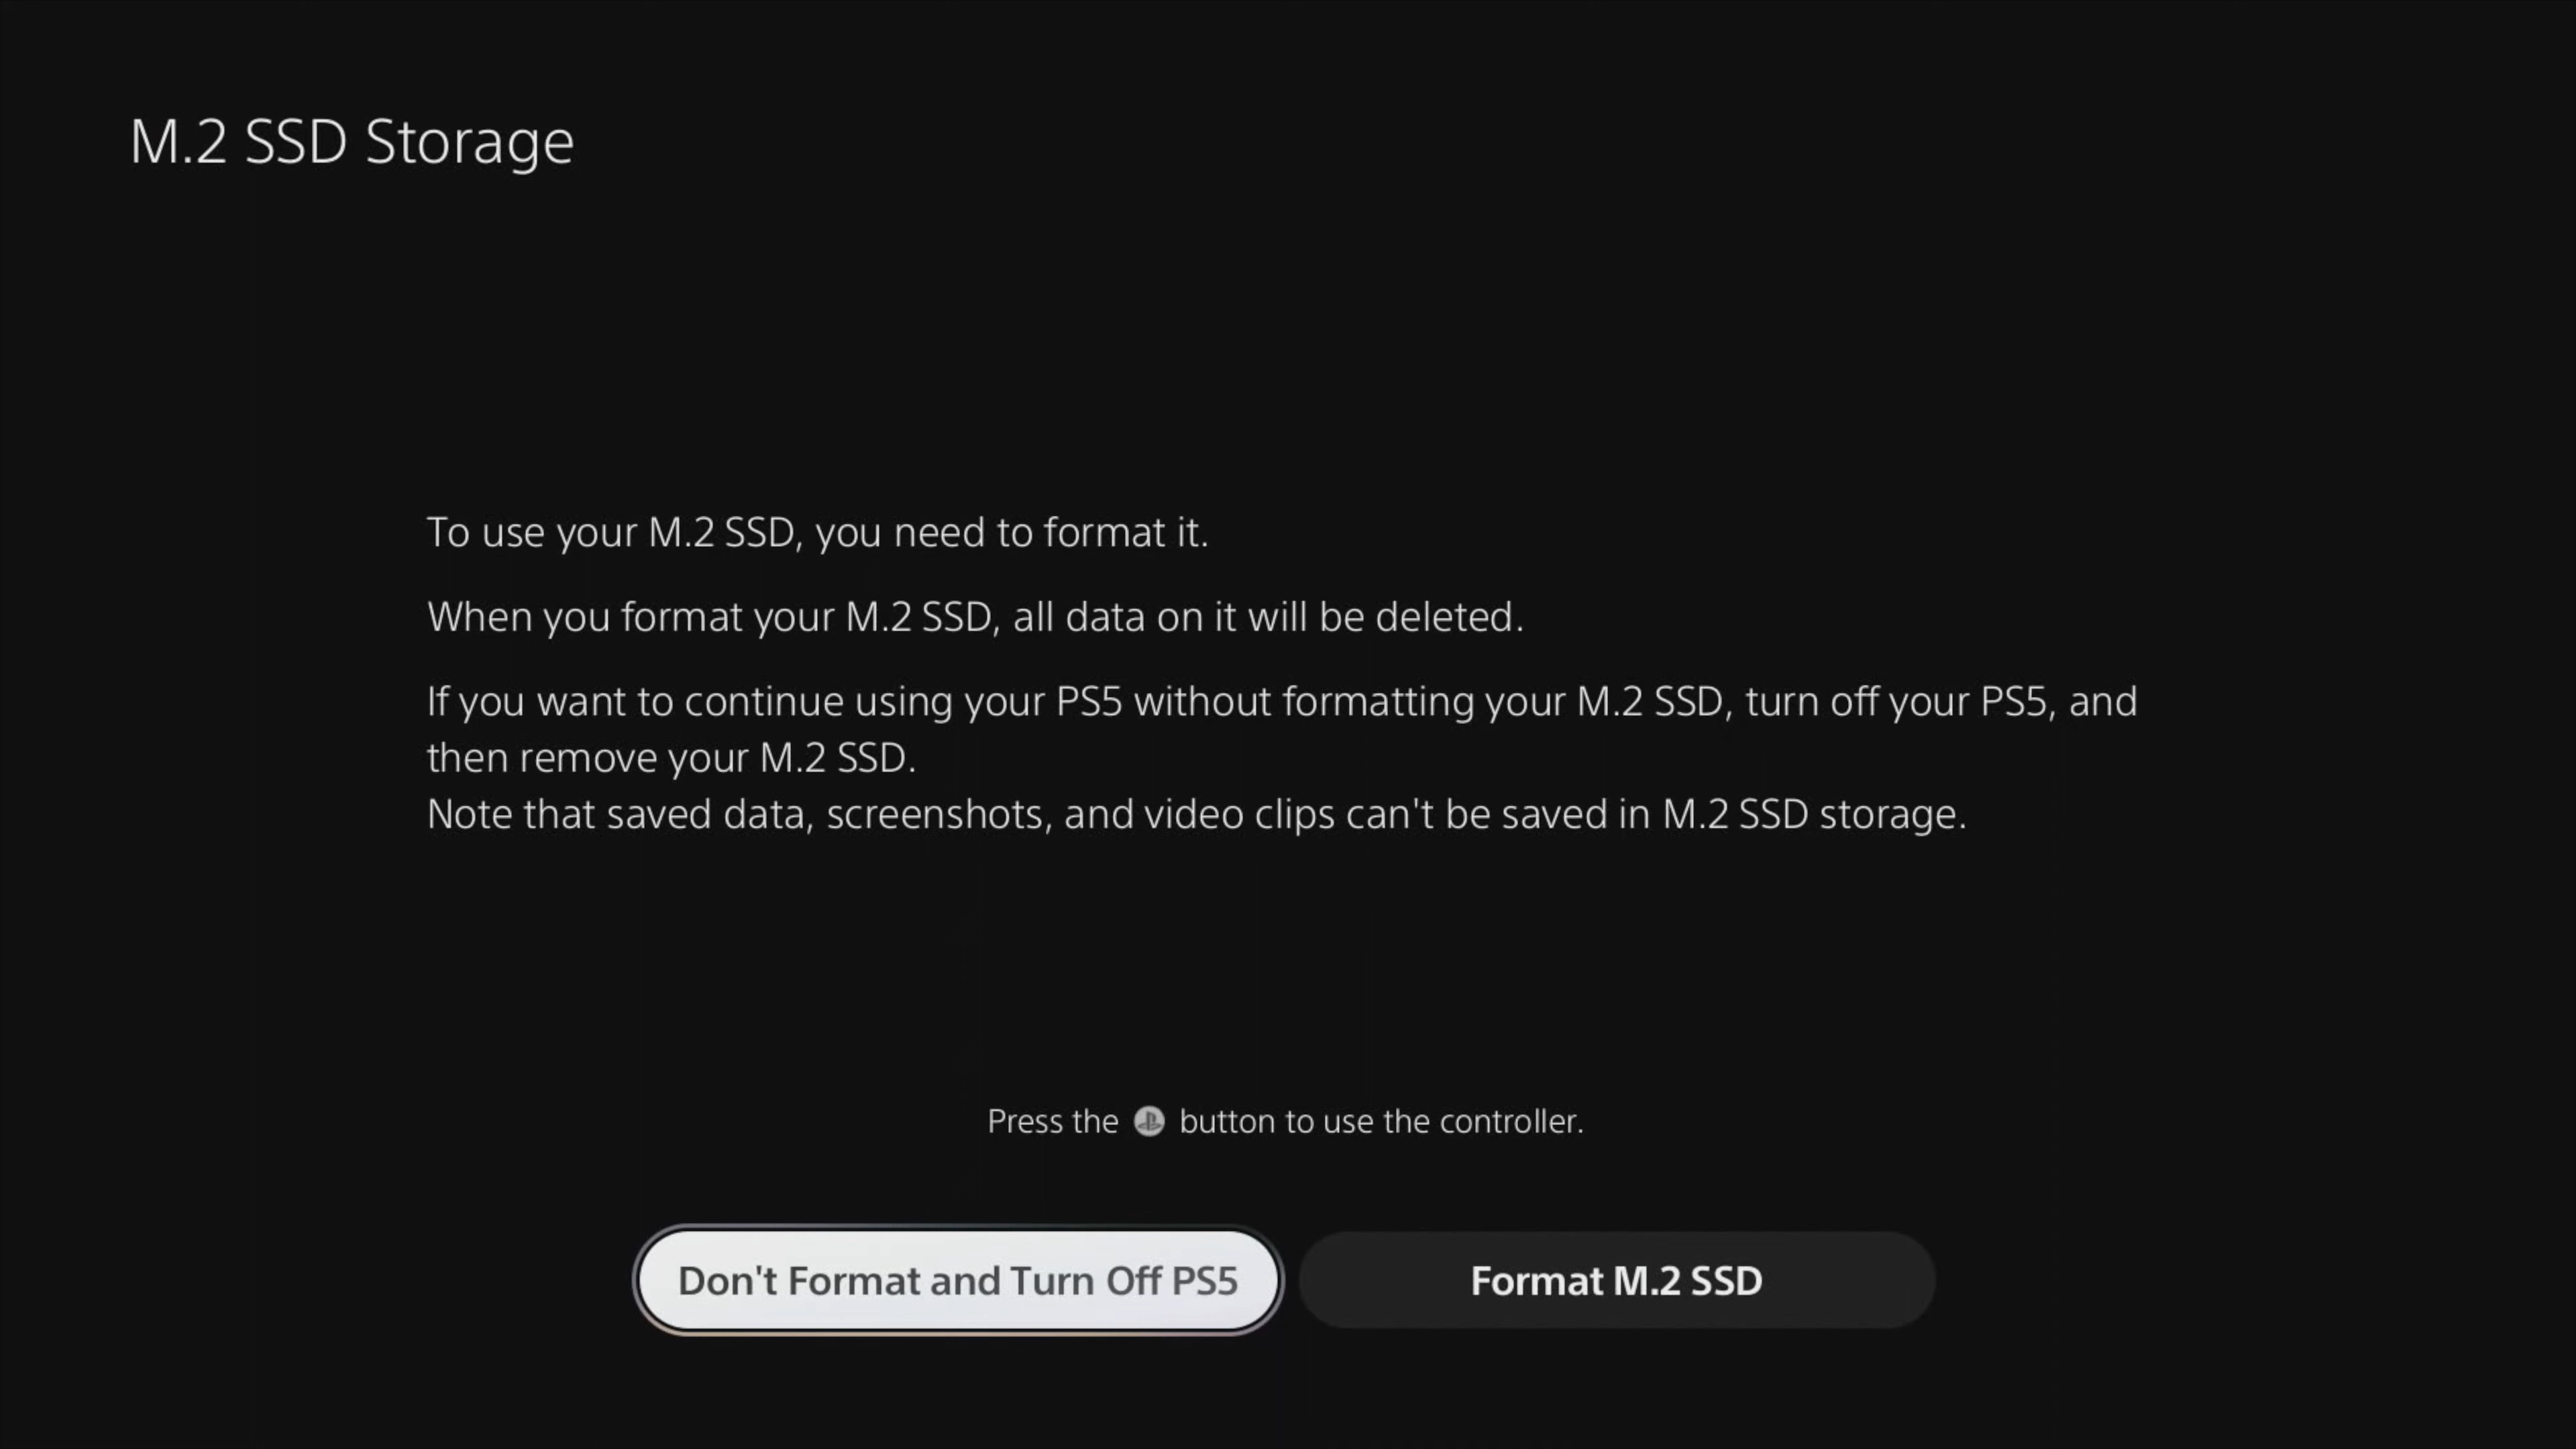 M.2 SSD Storage
To use your M.2 SSD, you need to format it.
When you format your M.2 SSD, all data on it will be deleted.
If you want to continue using your PS5 without formatting your M.2 SSD, turn off your PS5, and
then remove your M.2 SSD.
Note that saved data, screenshots, and video clips can't be saved in M.2 SSD storage.
Press the button to use the controller.
Don't Format and Turn Off PS5
Format M.2 SSD